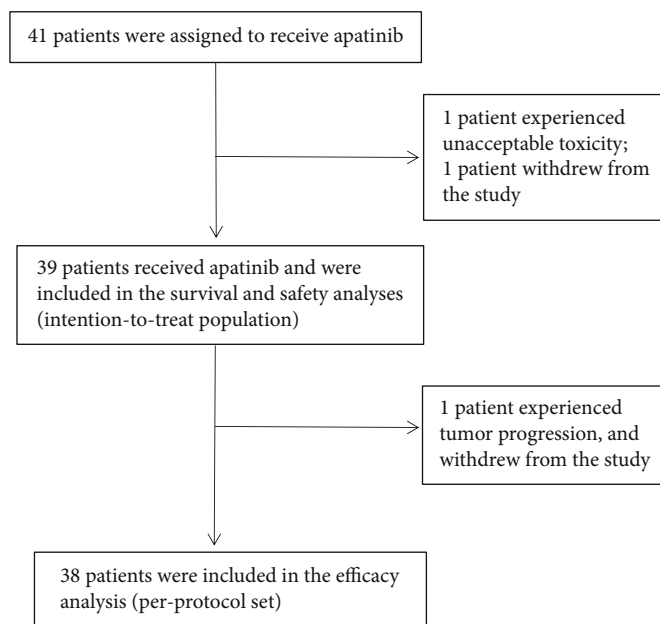 41 patients were assigned to receive apatinib
1 patient experienced
unacceptable toxicity;
1 patient withdrew from
the study
39 patients received apatinib and were
included in the survival and safety analyses
(intention-to-treat population)
1 patient experienced
tumor progression, and
withdrew from the study
38 patients were included in the efficacy
analysis (per-protocol set)